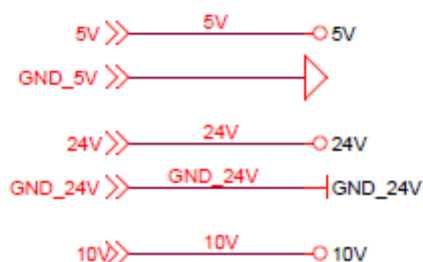 5V 5V 5V
GND_5V
24V 24V 24V
GND_24V GND_24V GND_24V
10V 10V 10V